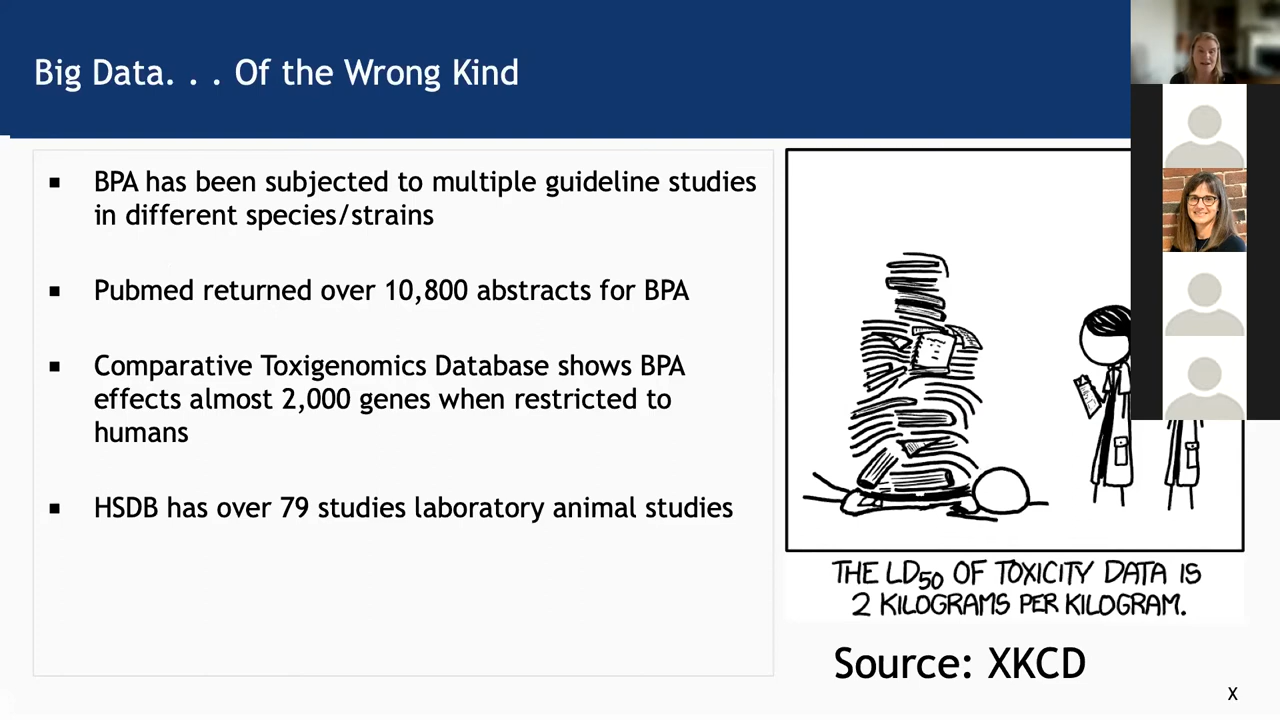 Big Data. . . Of the Wrong Kind
▪ BPA has been subjected to multiple guideline studies
in different species/strains
▪ Pubmed returned over 10,800 abstracts for BPA
▪ Comparative Toxigenomics Database shows BPA
effects almost 2,000 genes when restricted to
humans
▪ HSDB has over 79 studies laboratory animal studies
THE LD50 OF TOXICITY DATA IS
2 KILOGRAMS PER KILOGRAM.
Source: XKCD
X